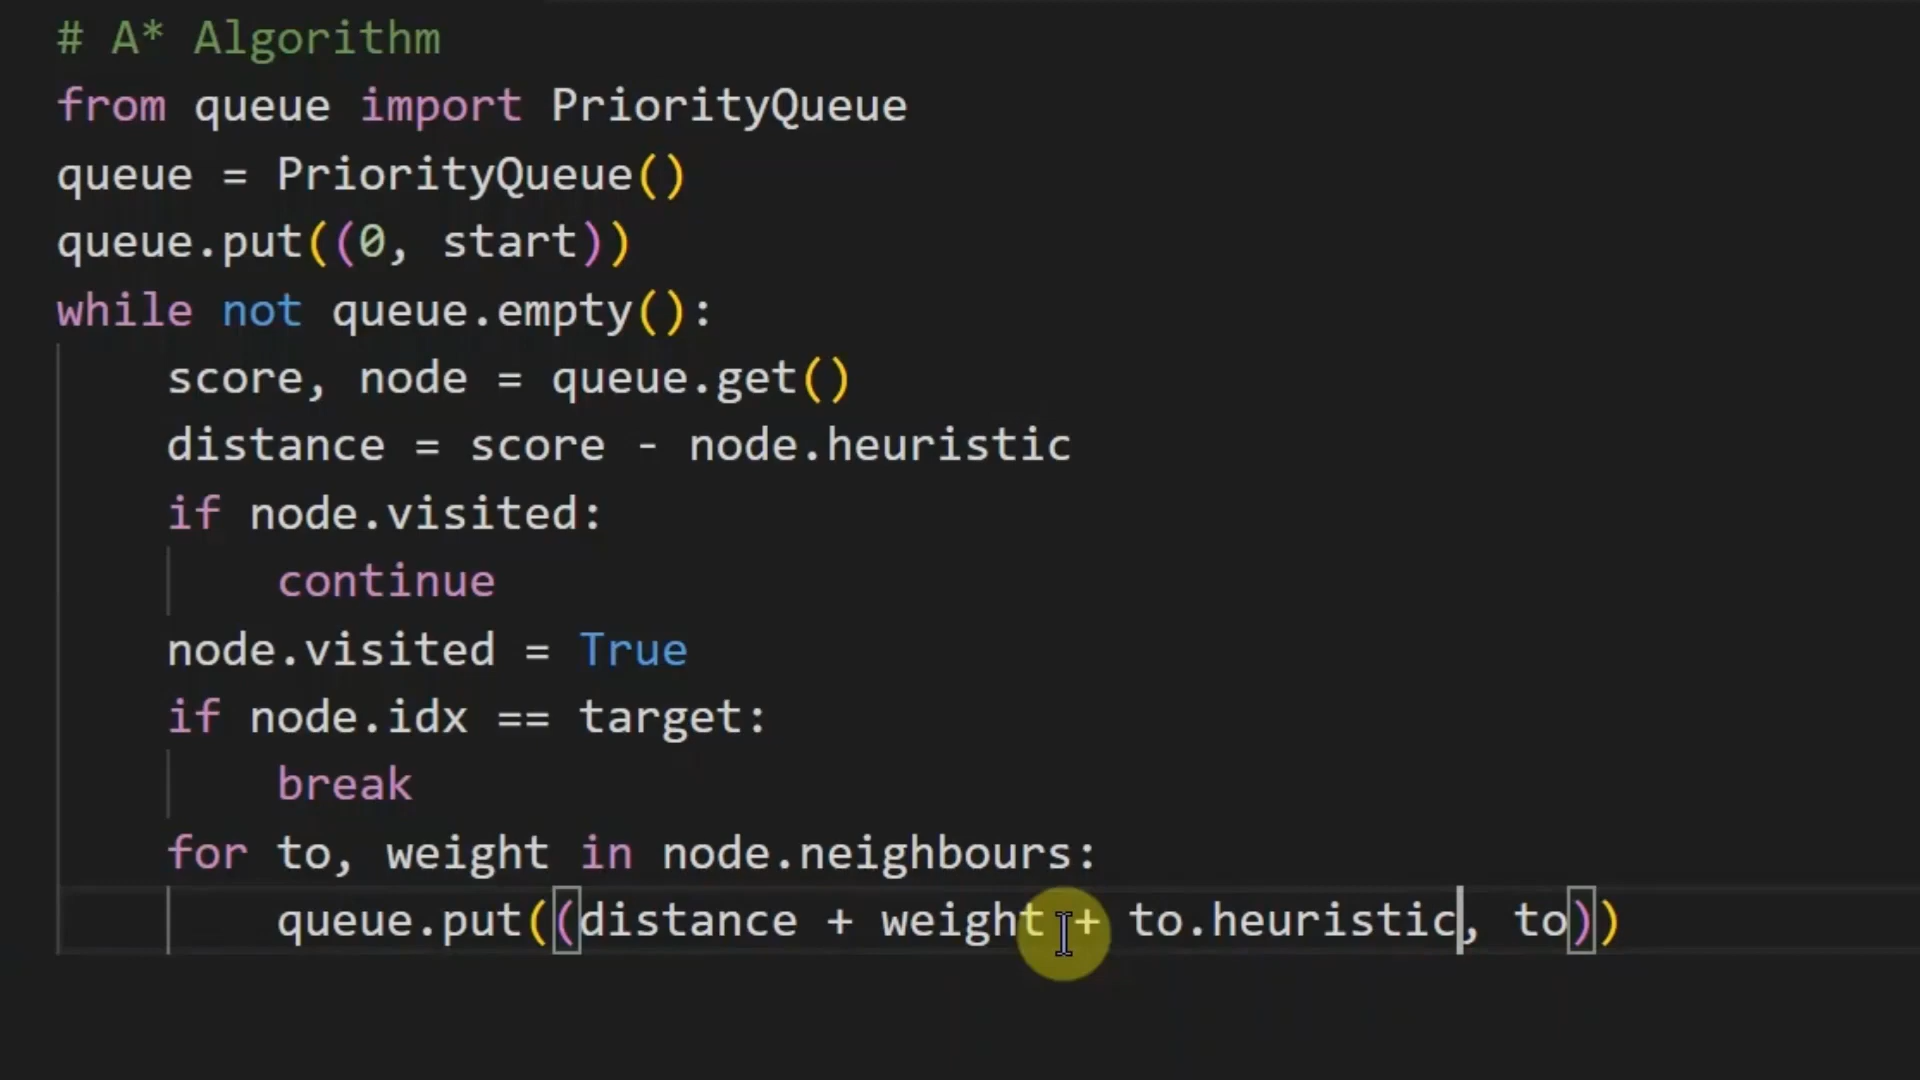 # A* Algorithm
from queue import PriorityQueue
queue = PriorityQueue()
queue.put((0, start))
while not queue.empty():
    score, node = queue.get()
    distance = score - node.heuristic
    if node.visited:
        continue
    node.visited = True
    if node.idx == target:
        break
    for to, weight in node.neighbours:
        queue.put((distance + weight + to.heuristic, to))